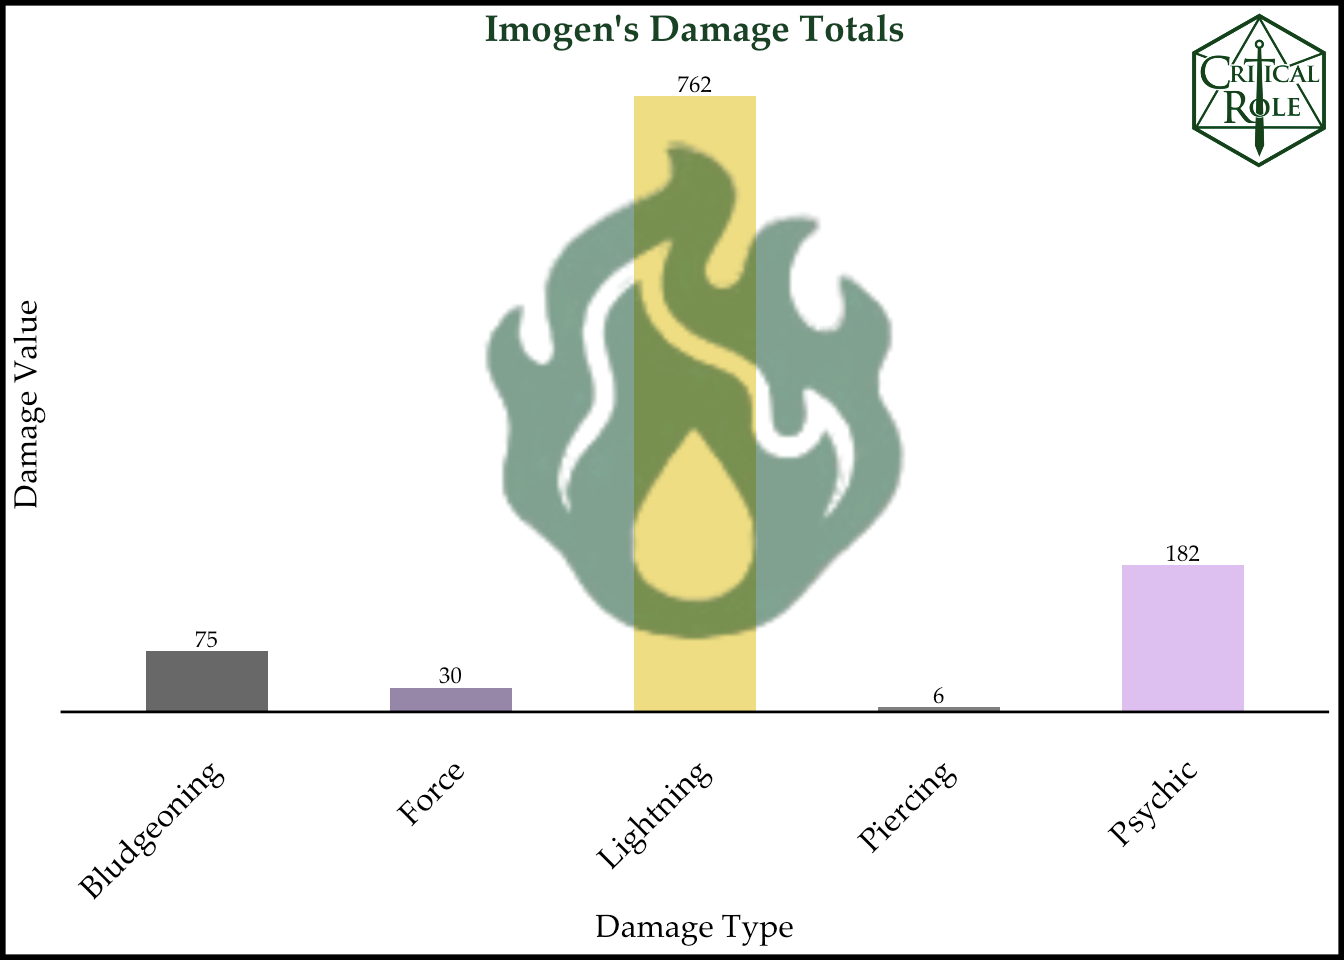 Imogen's Damage Totals
CRITICAL
ROLE
762
182
75
30
6
Damage Value
Bludgeoning
Force
Lightning
Piercing
Psychic
Damage Type